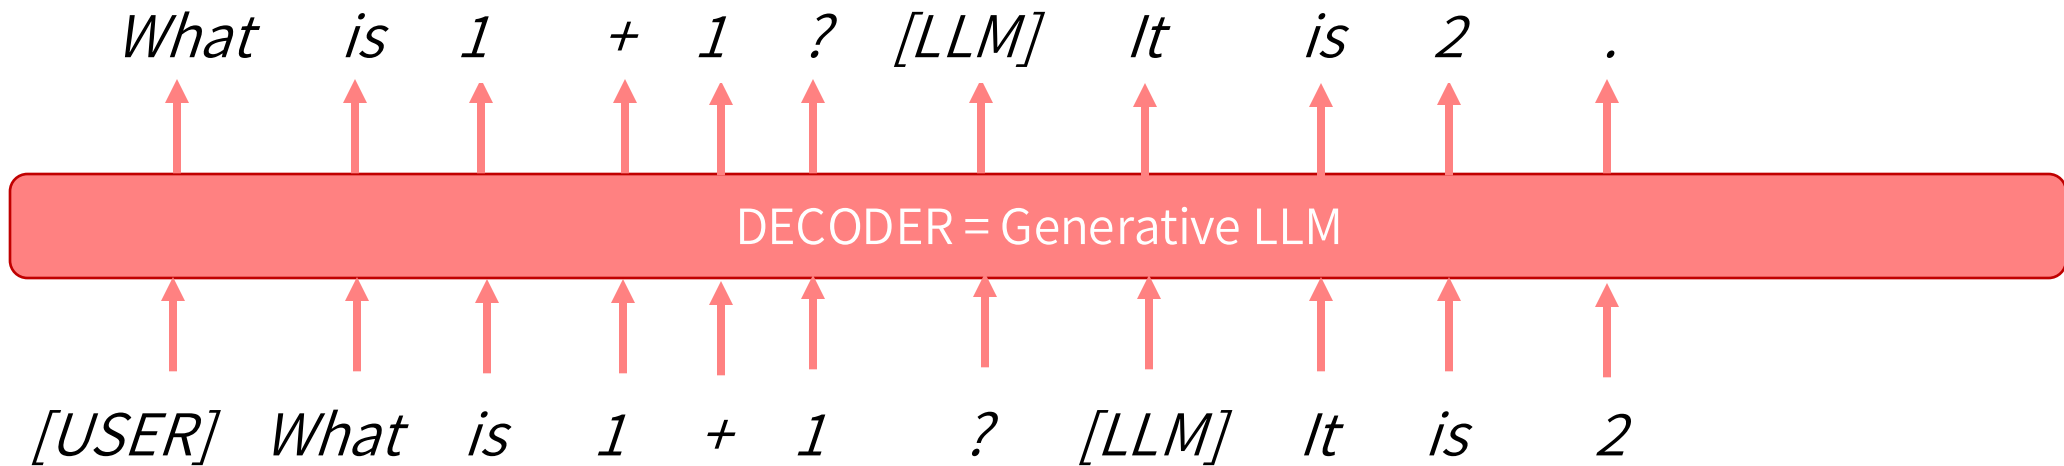 What is 1 + 1 ? [LLM] It is 2 .
DECODER = Generative LLM
[USER] What is 1 + 1 ? [LLM] It is 2